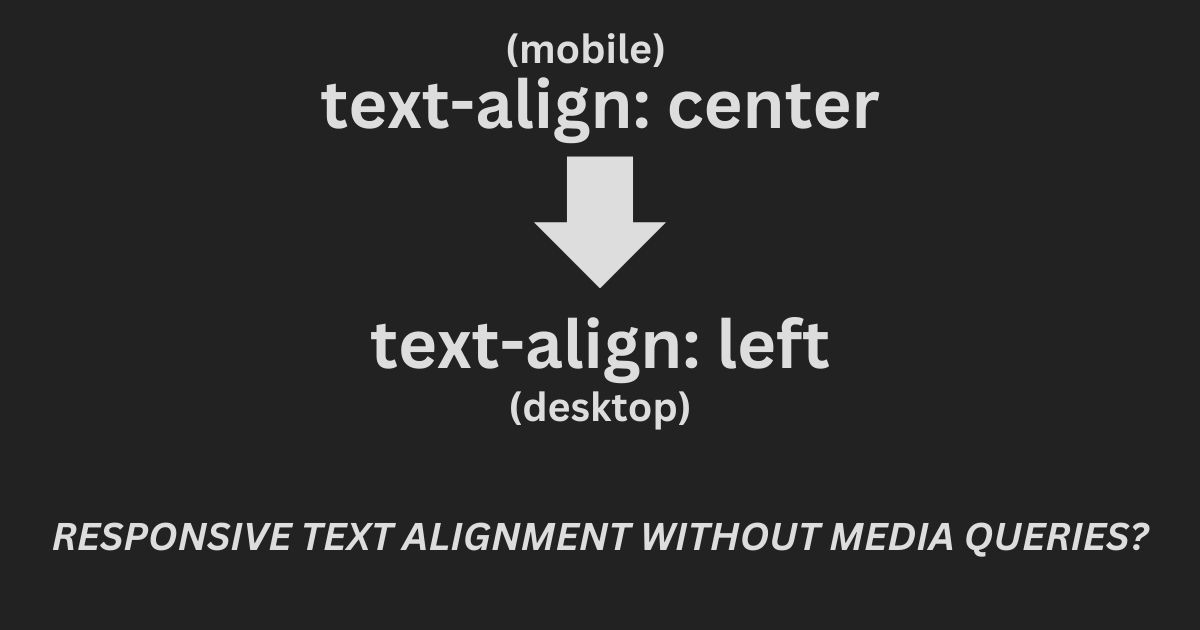 (mobile)
text-align: center
text-align: left
(desktop)
RESPONSIVE TEXT ALIGNMENT WITHOUT MEDIA QUERIES?